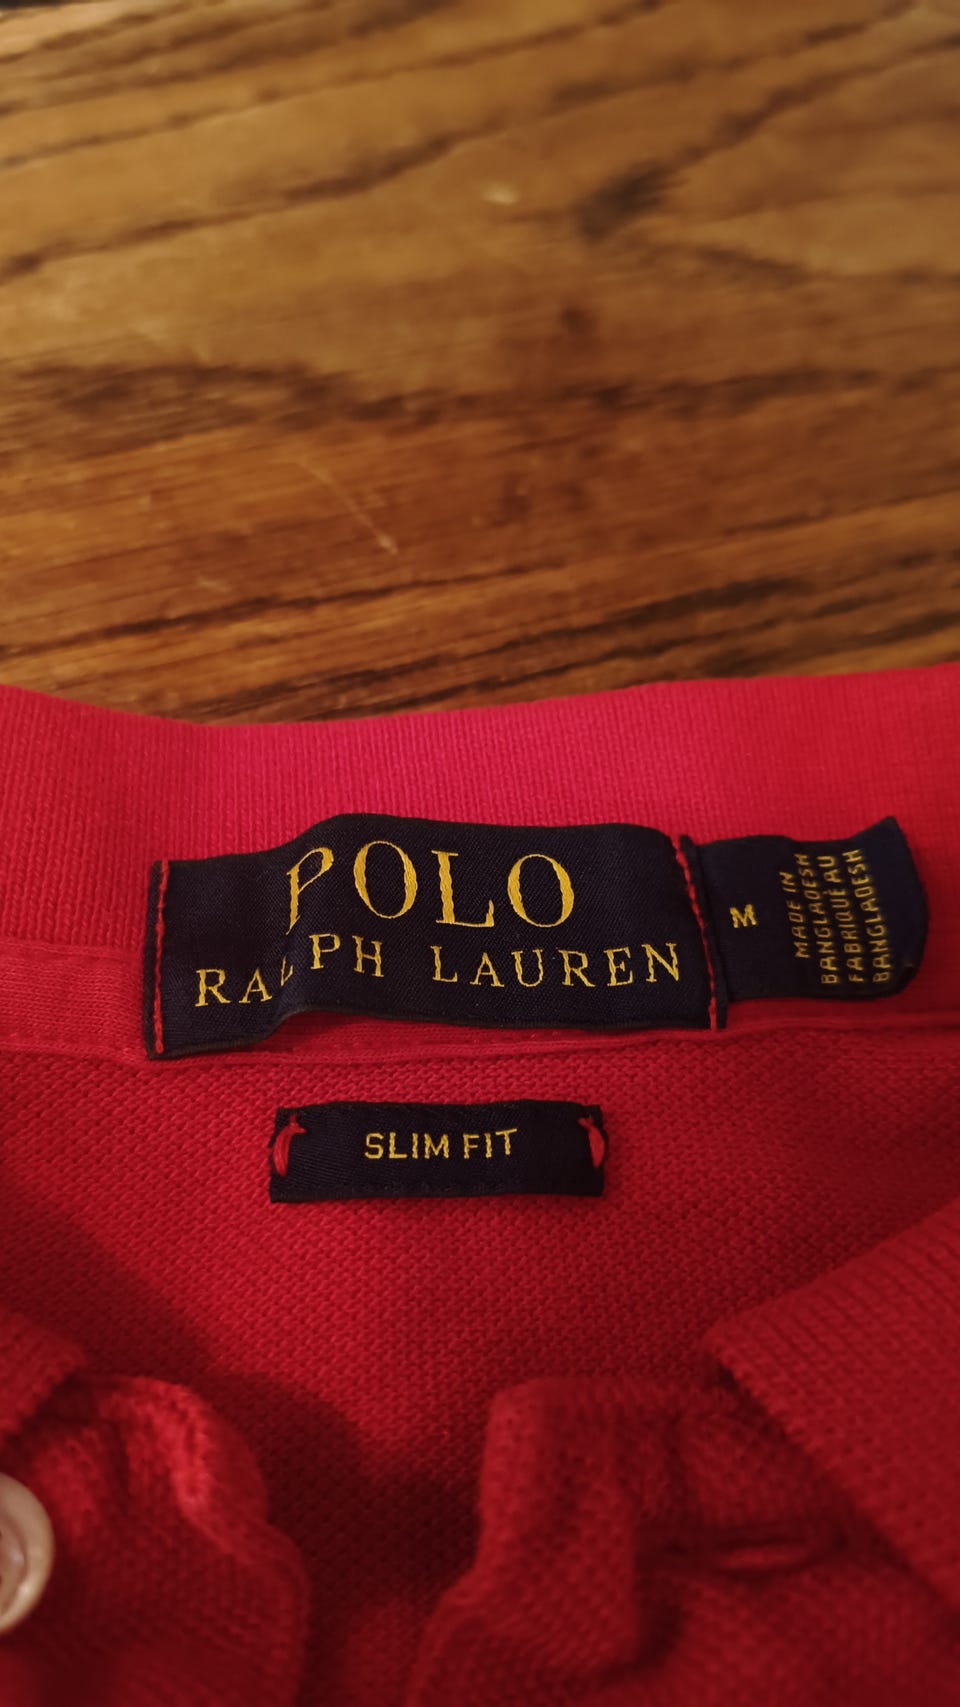 POLO
RALPH LAUREN
M
MADE IN
BANGLADESH
FABRIQUÉ AU
BANGLADESH
SLIM FIT